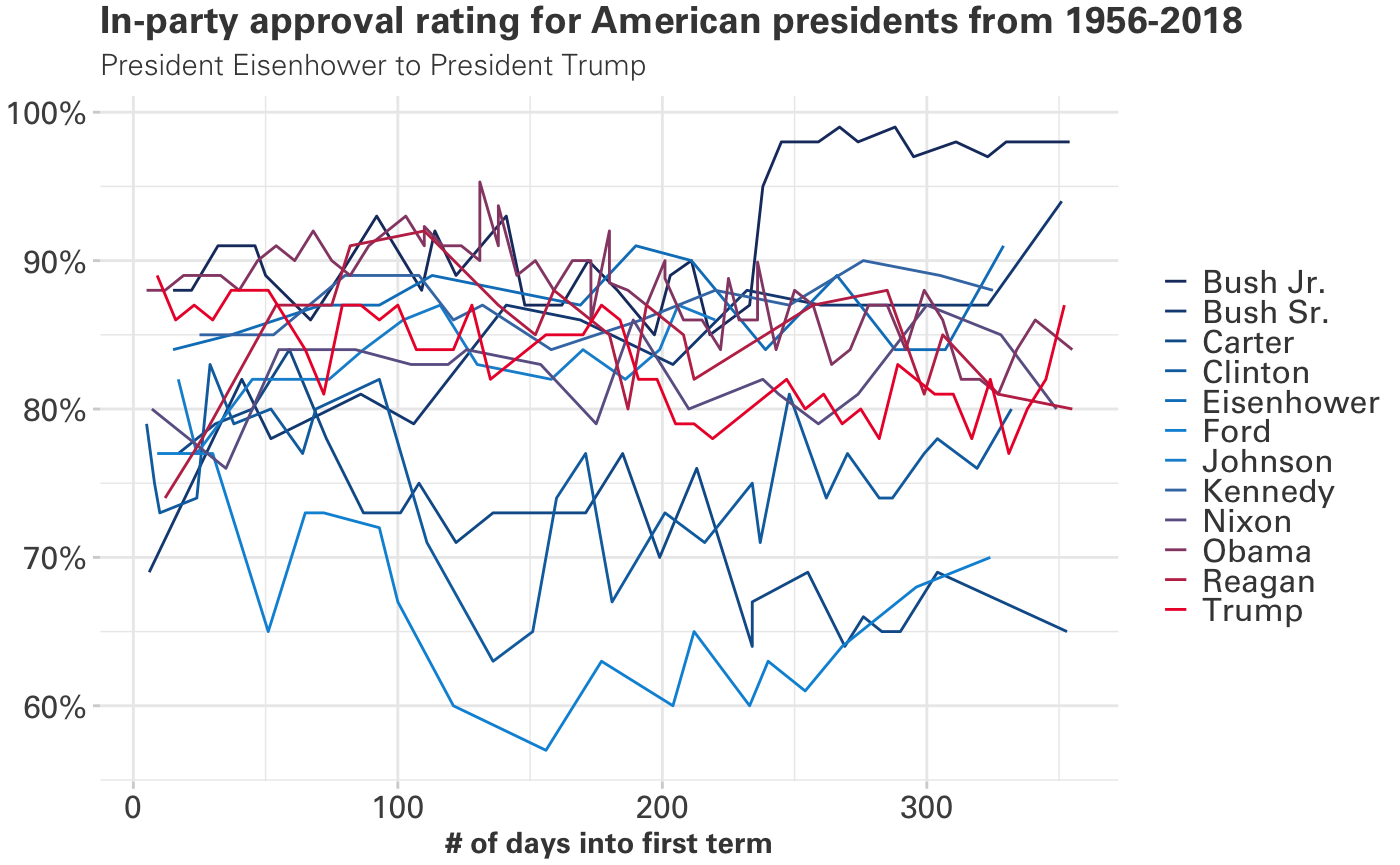 In-party approval rating for American presidents from 1956-2018
President Eisenhower to President Trump
100%
90%
80%
70%
60%
0 100 200 300
# of days into first term
Bush Jr.
Bush Sr.
Carter
Clinton
Eisenhower
Ford
Johnson
Kennedy
Nixon
Obama
Reagan
Trump